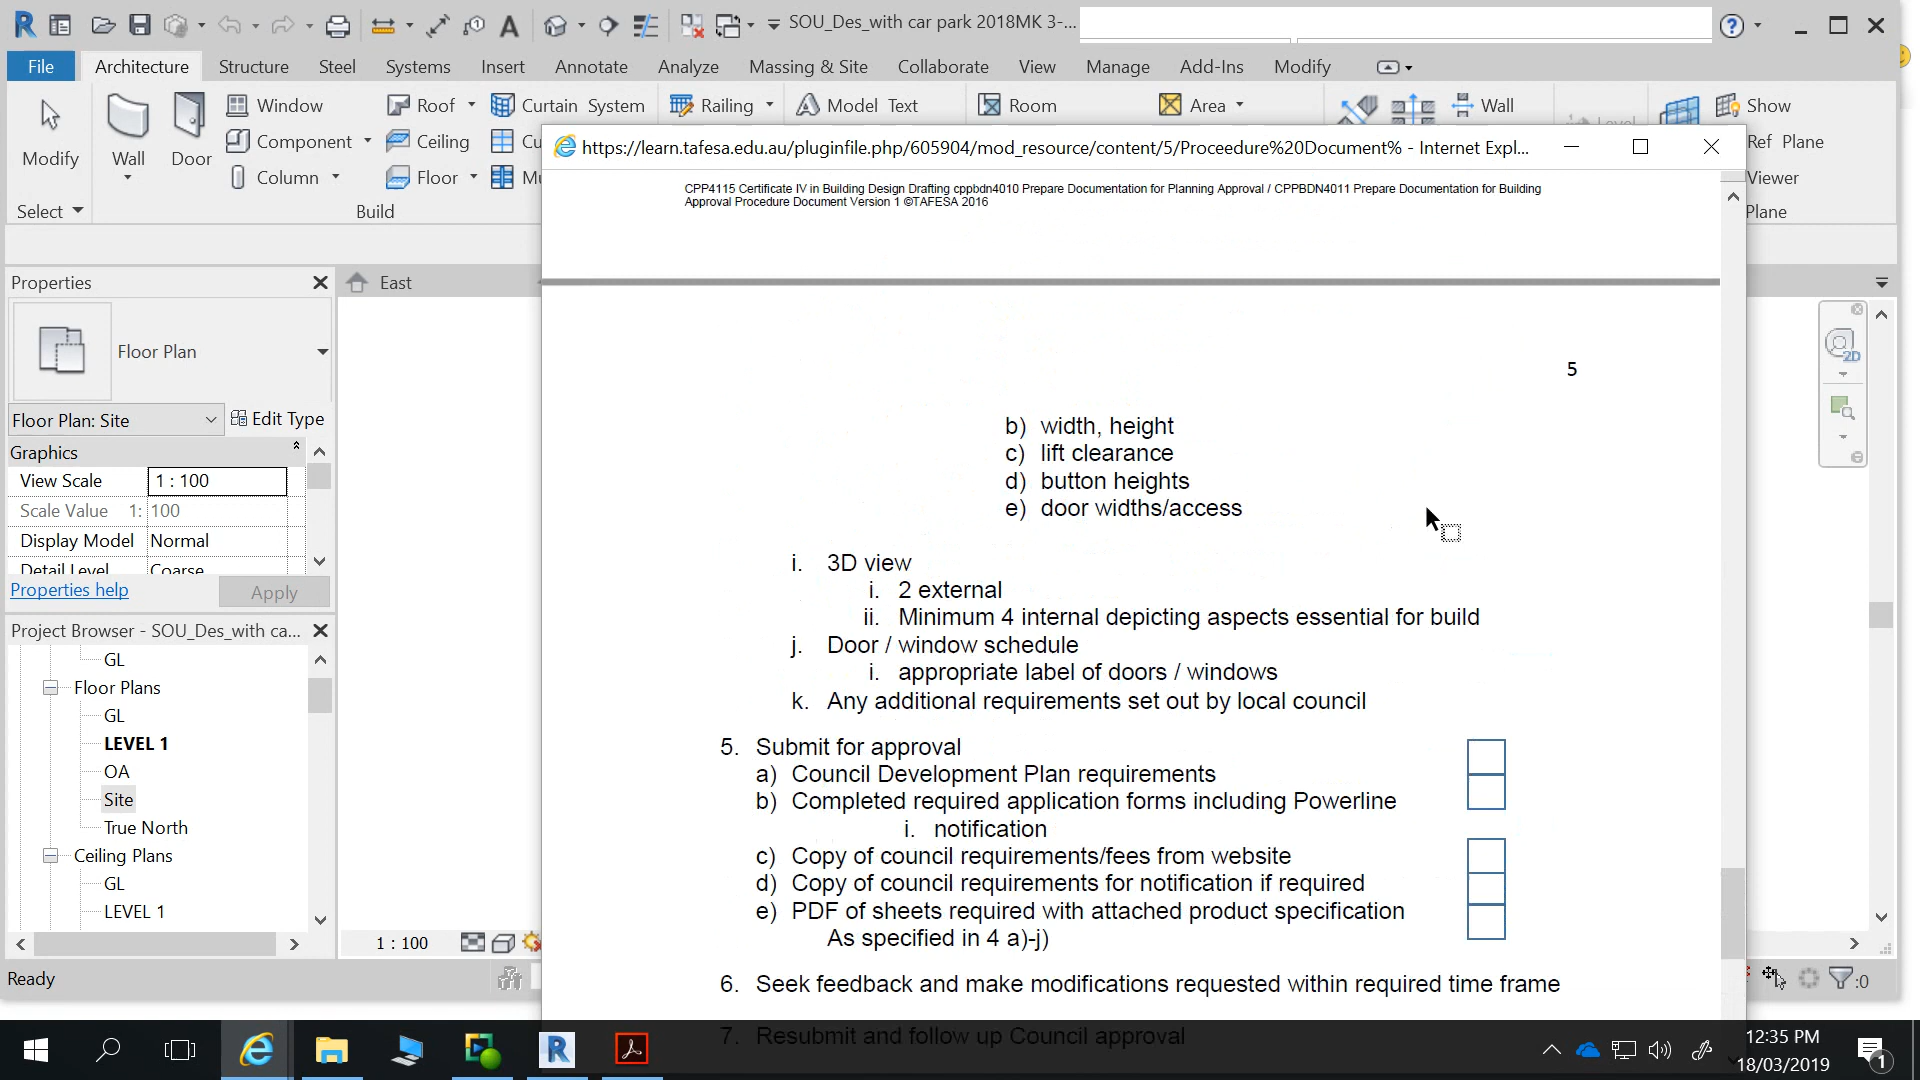 SOU_Des_with car park 2018MK 3-...
File
Architecture
Structure
Steel
Systems
Insert
Annotate
Analyze
Massing & Site
Collaborate
View
Manage
Add-Ins
Modify
Modify
Wall
Door
Window
Component
Column
Roof
Ceiling
Floor
Curtain System
Cu
Mu
Railing
Model Text
Room
Area
Wall
Level
Show
Ref Plane
Viewer
Plane
Select
Build
https://learn.tafesa.edu.au/pluginfile.php/605904/mod_resource/content/5/Proceedure%20Document% - Internet Expl...
CPP4115 Certificate IV in Building Design Drafting cppbdn4010 Prepare Documentation for Planning Approval / CPPBDN4011 Prepare Documentation for Building
Approval Procedure Document Version 1 ©TAFESA 2016
5
b) width, height
c) lift clearance
d) button heights
e) door widths/access
i. 3D view
i. 2 external
ii. Minimum 4 internal depicting aspects essential for build
j. Door / window schedule
i. appropriate label of doors / windows
k. Any additional requirements set out by local council
5. Submit for approval
a) Council Development Plan requirements
b) Completed required application forms including Powerline
i. notification
c) Copy of council requirements/fees from website
d) Copy of council requirements for notification if required
e) PDF of sheets required with attached product specification
As specified in 4 a)-j)
6. Seek feedback and make modifications requested within required time frame
7. Resubmit and follow up Council approval
Properties
East
Floor Plan
Floor Plan: Site
Edit Type
Graphics
View Scale
1 : 100
Scale Value 1:
100
Display Model
Normal
Detail Level
Coarse
Properties help
Apply
Project Browser - SOU_Des_with ca...
GL
Floor Plans
GL
LEVEL 1
OA
Site
True North
Ceiling Plans
GL
LEVEL 1
1 : 100
2D
Ready
:0
12:35 PM
18/03/2019
1